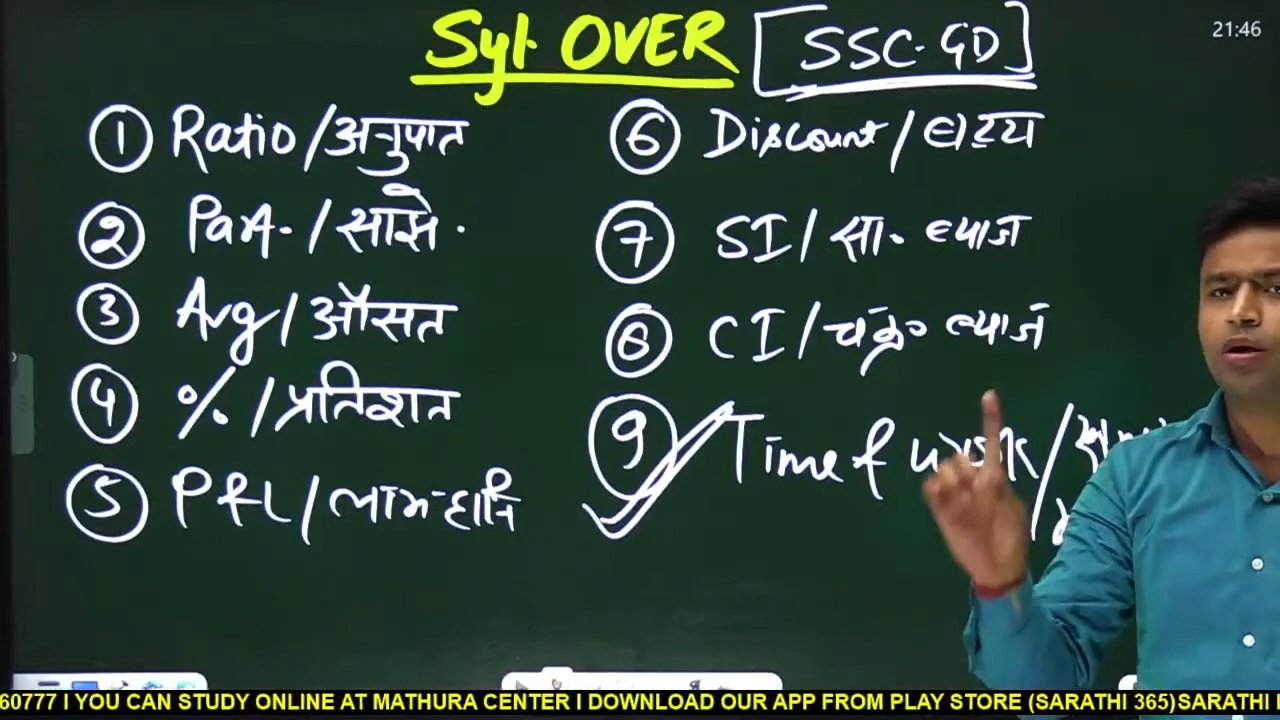 Syl. OVER [SSC-GD]
21:46
① Ratio/अनुपात
② Part./साझे.
③ Avg/औसत
④ %/प्रतिशत
⑤ P&L/लाभ-हानि
⑥ Discount/बट्टा
⑦ SI/सा. ब्याज
⑧ CI/चक्र॰ ब्याज
⑨ Time &
60777 I YOU CAN STUDY ONLINE AT MATHURA CENTER I DOWNLOAD OUR APP FROM PLAY STORE (SARATHI 365)SARATHI